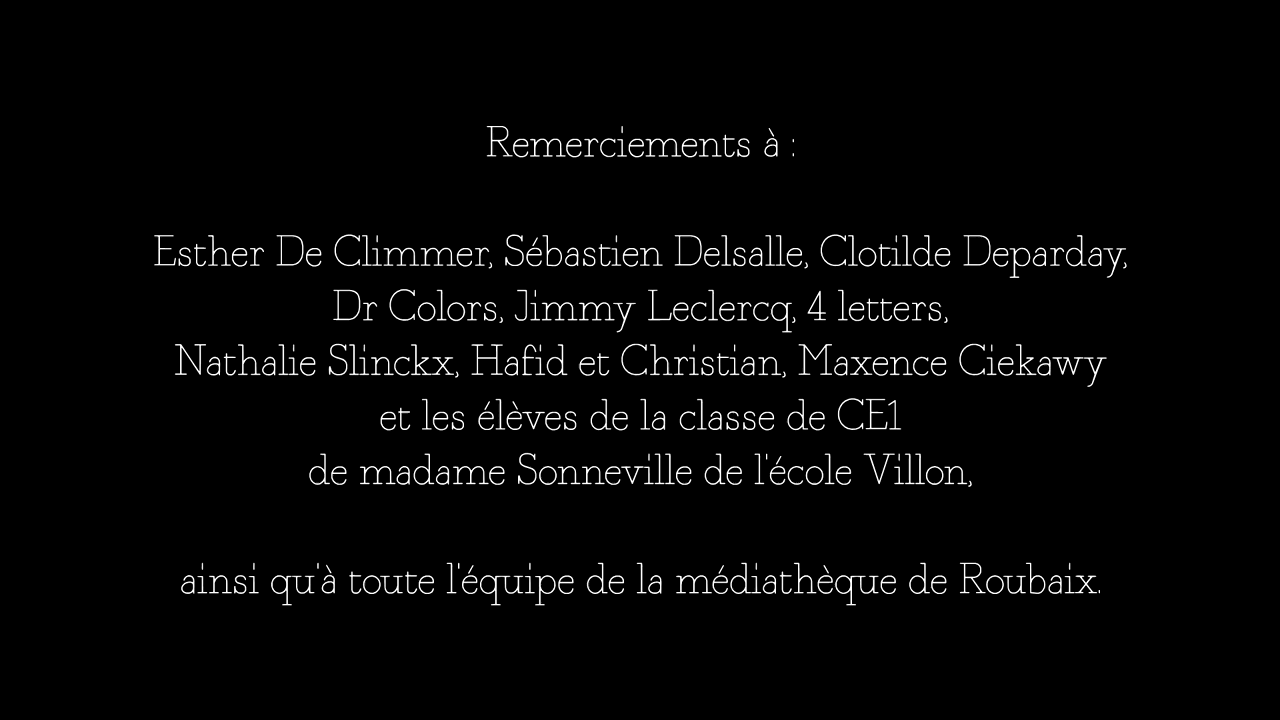 Remerciements à :
Esther De Climmer, Sébastien Delsalle, Clotilde Deparday,
Dr Colors, Jimmy Leclercq, 4 letters,
Nathalie Slinckx, Hafid et Christian, Maxence Ciekawy
et les élèves de la classe de CE1
de madame Sonneville de l'école Villon,
ainsi qu'à toute l'équipe de la médiathèque de Roubaix.